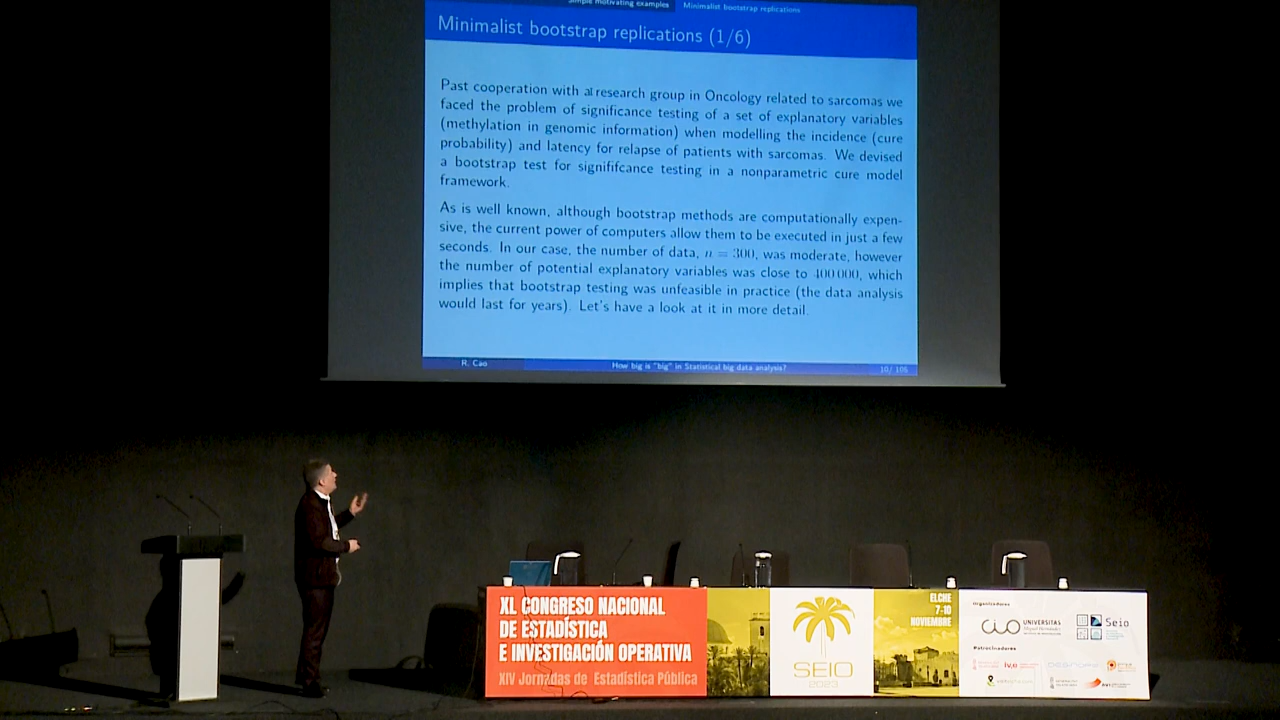 Simple motivating examples Minimalist bootstrap replications
Minimalist bootstrap replications (1/6)
Past cooperation with a research group in Oncology related to sarcomas we
faced the problem of significance testing of a set of explanatory variables
(methylation in genomic information) when modelling the incidence (cure
probability) and latency for relapse of patients with sarcomas. We devised
a bootstrap test for signififcance testing in a nonparametric cure model
framework.
As is well known, although bootstrap methods are computationally expen-
sive, the current power of computers allow them to be executed in just a few
seconds. In our case, the number of data, n = 300, was moderate, however
the number of potential explanatory variables was close to 400 000, which
implies that bootstrap testing was unfeasible in practice (the data analysis
would last for years). Let's have a look at it in more detail.
R. Cao How big is "big" in Statistical big data analysis? 10/ 105
XL CONGRESO NACIONAL
DE ESTADÍSTICA
E INVESTIGACIÓN OPERATIVA
XIV Jornadas de Estadística Pública
SEIO
2023
ELCHE
7-10
NOVIEMBRE
Organizadores
CIO UNIVERSITAS
Miguel Hernández
Seio
Patrocinadores